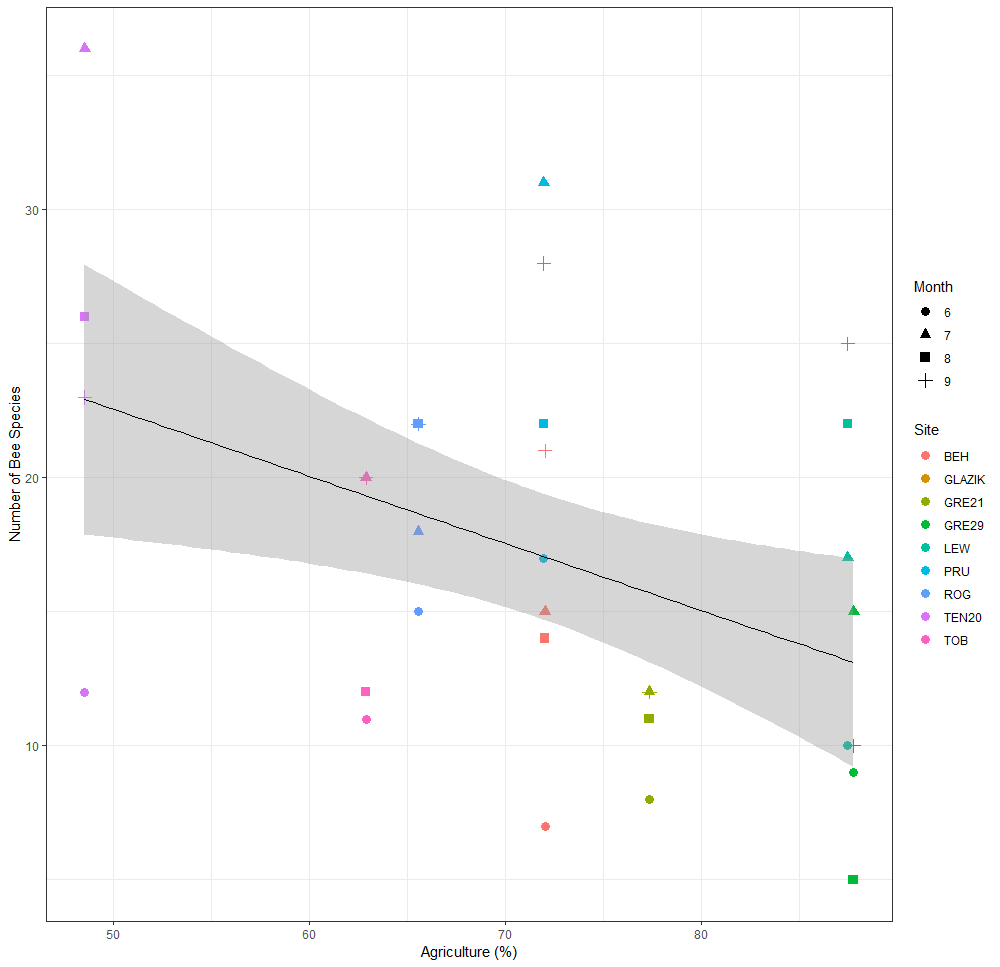 Number of Bee Species
30
20
10
50 60 70 80
Agriculture (%)
Month
6
7
8
9
Site
BEH
GLAZIK
GRE21
GRE29
LEW
PRU
ROG
TEN20
TOB